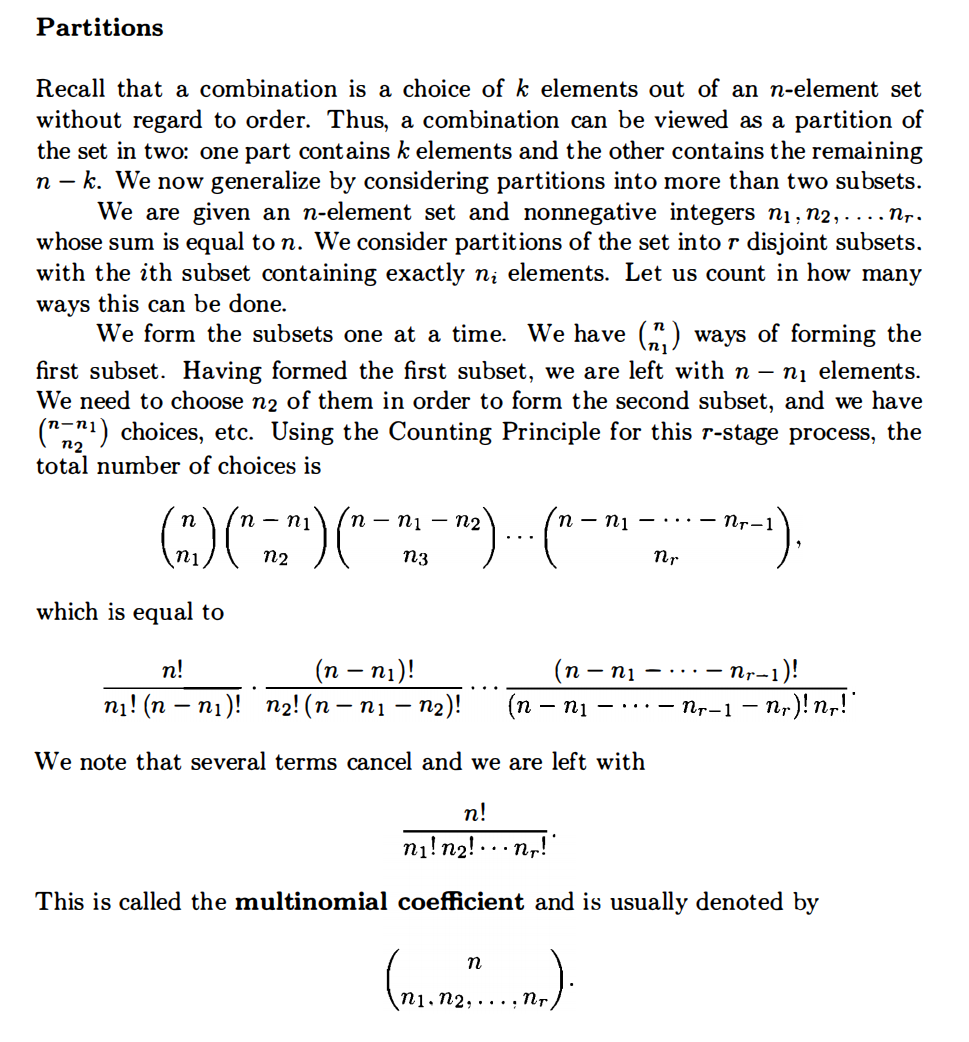 Partitions
Recall that a combination is a choice of k elements out of an n-element set
without regard to order. Thus, a combination can be viewed as a partition of
the set in two: one part contains k elements and the other contains the remaining
n − k. We now generalize by considering partitions into more than two subsets.
We are given an n-element set and nonnegative integers n₁, n₂, . . . . nᵣ.
whose sum is equal to n. We consider partitions of the set into r disjoint subsets.
with the ith subset containing exactly nᵢ elements. Let us count in how many
ways this can be done.
We form the subsets one at a time. We have $\binom{n}{n_1}$ ways of forming the
first subset. Having formed the first subset, we are left with n − n₁ elements.
We need to choose n₂ of them in order to form the second subset, and we have
$\binom{n-n_1}{n_2}$ choices, etc. Using the Counting Principle for this r-stage process, the
total number of choices is
$\binom{n}{n_1}\binom{n-n_1}{n_2}\binom{n-n_1-n_2}{n_3}\cdots\binom{n-n_1-\cdots-n_{r-1}}{n_r},$
which is equal to
$\frac{n!}{n_1!\,(n-n_1)!}\cdot\frac{(n-n_1)!}{n_2!\,(n-n_1-n_2)!}\cdots\frac{(n-n_1-\cdots-n_{r-1})!}{(n-n_1-\cdots-n_{r-1}-n_r)!\,n_r!}.$
We note that several terms cancel and we are left with
$\frac{n!}{n_1!\,n_2!\cdots n_r!}.$
This is called the multinomial coefficient and is usually denoted by
$\binom{n}{n_1, n_2, \ldots, n_r}.$